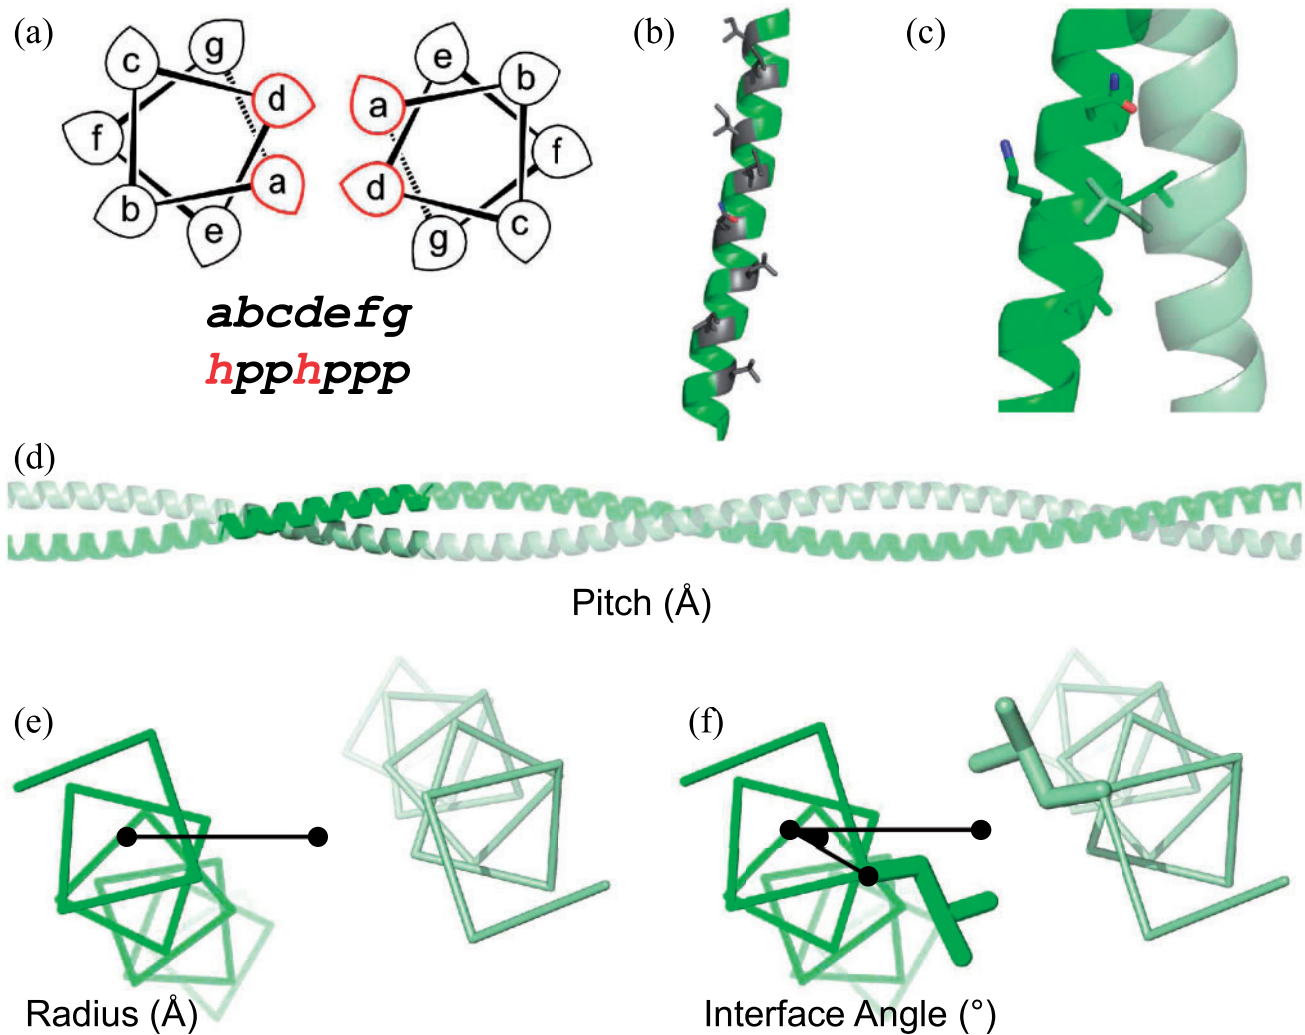 (a)
(b)
(c)
c
g
d
f
a
b
e
e
b
a
f
d
c
g
abcdefg
hpphppp
(d)
Pitch (Å)
(e)
(f)
Radius (Å)
Interface Angle (°)